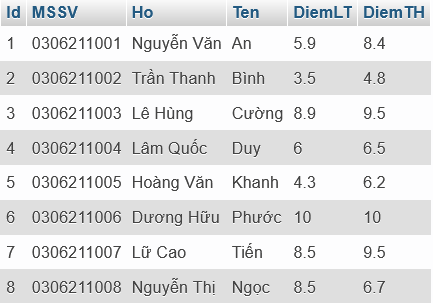 Id MSSV Ho Ten DiemLT DiemTH
1 0306211001 Nguyễn Văn An 5.9 8.4
2 0306211002 Trần Thanh Bình 3.5 4.8
3 0306211003 Lê Hùng Cường 8.9 9.5
4 0306211004 Lâm Quốc Duy 6 6.5
5 0306211005 Hoàng Văn Khanh 4.3 6.2
6 0306211006 Dương Hữu Phước 10 10
7 0306211007 Lữ Cao Tiến 8.5 9.5
8 0306211008 Nguyễn Thị Ngọc 8.5 6.7